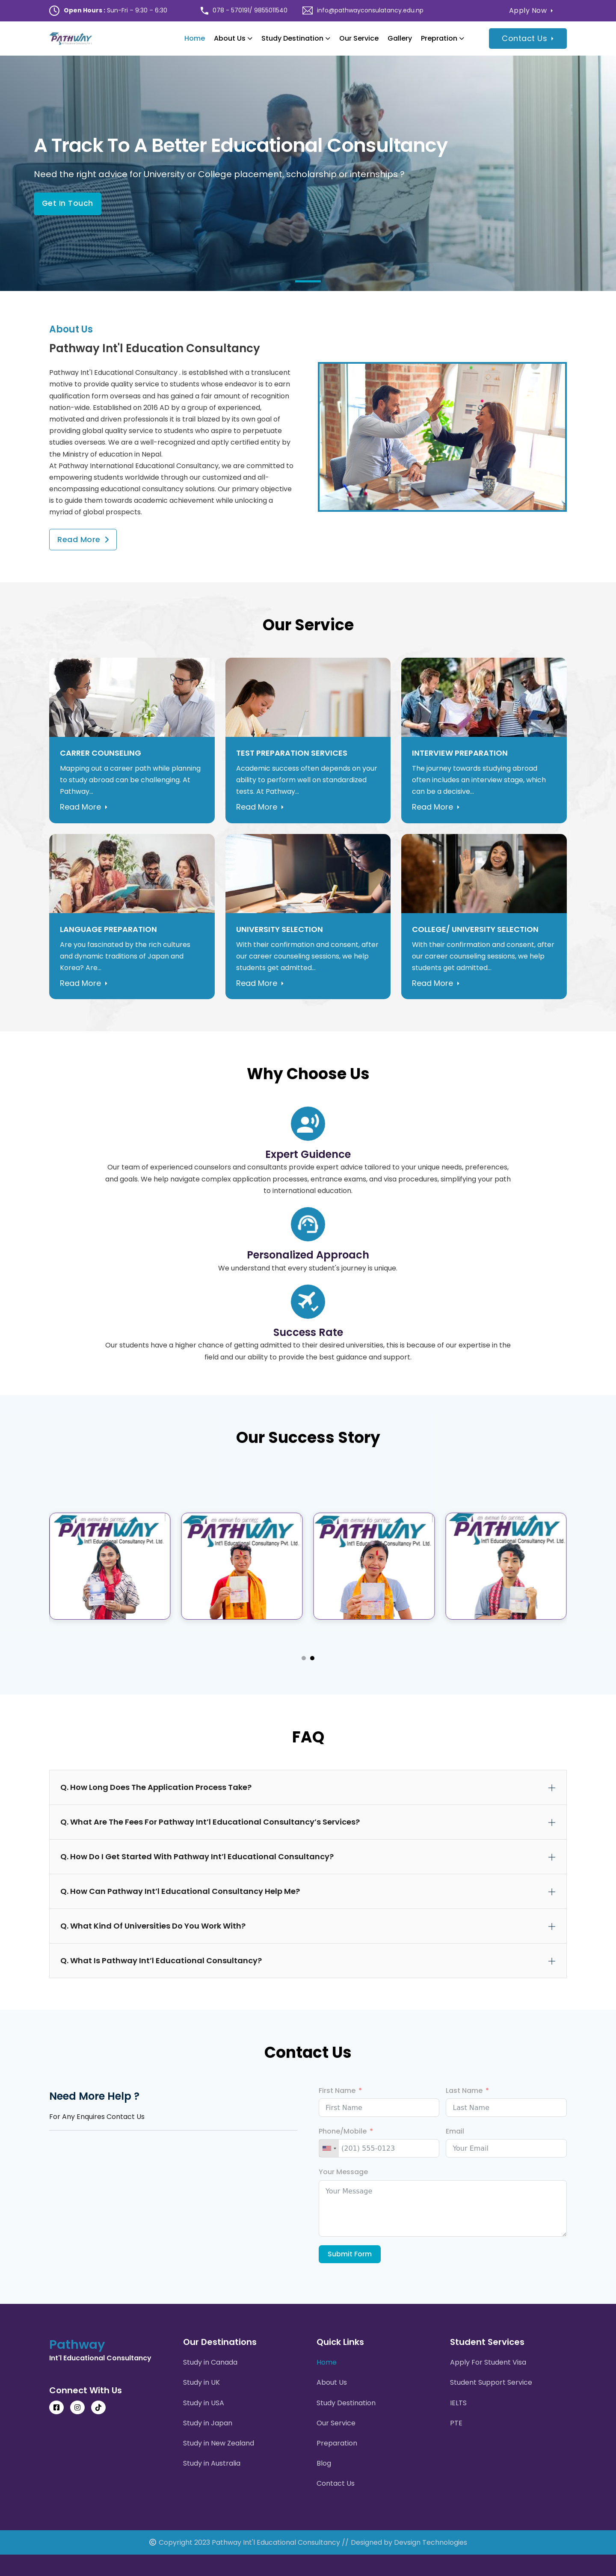 Open Hours : Sun-Fri – 9:30 – 6:30
078 - 570191/ 9855011540
info@pathwayconsulatancy.edu.np
Apply Now
PATHWAY
Home
About Us
Study Destination
Our Service
Gallery
Prepration
Contact Us
A Track To A Better Educational Consultancy
Need the right advice for University or College placement, scholarship or internships ?
Get in Touch
About Us
Pathway Int'l Education Consultancy
Pathway Int'l Educational Consultancy . is established with a translucent
motive to provide quality service to students whose endeavor is to earn
qualification form overseas and has gained a fair amount of recognition
nation-wide. Established on 2016 AD by a group of experienced,
motivated and driven professionals it is trail blazed by its own goal of
providing global quality service to students who aspire to perpetuate
studies overseas. We are a well-recognized and aptly certified entity by
the Ministry of education in Nepal.
At Pathway International Educational Consultancy, we are committed to
empowering students worldwide through our customized and all-
encompassing educational consultancy solutions. Our primary objective
is to guide them towards academic achievement while unlocking a
myriad of global prospects.
Read More
Our Service
CARRER COUNSELING
Mapping out a career path while planning
to study abroad can be challenging. At
Pathway...
Read More
TEST PREPARATION SERVICES
Academic success often depends on your
ability to perform well on standardized
tests. At Pathway...
Read More
INTERVIEW PREPARATION
The journey towards studying abroad
often includes an interview stage, which
can be a decisive...
Read More
LANGUAGE PREPARATION
Are you fascinated by the rich cultures
and dynamic traditions of Japan and
Korea? Are...
Read More
UNIVERSITY SELECTION
With their confirmation and consent, after
our career counseling sessions, we help
students get admitted...
Read More
COLLEGE/ UNIVERSITY SELECTION
With their confirmation and consent, after
our career counseling sessions, we help
students get admitted...
Read More
Why Choose Us
Expert Guidence
Our team of experienced counselors and consultants provide expert advice tailored to your unique needs, preferences,
and goals. We help navigate complex application processes, entrance exams, and visa procedures, simplifying your path
to international education.
Personalized Approach
We understand that every student's journey is unique.
Success Rate
Our students have a higher chance of getting admitted to their desired universities, this is because of our expertise in the
field and our ability to provide the best guidance and support.
Our Success Story
PATHWAY
Int'l Educational Consultancy Pvt. Ltd.
PATHWAY
Int'l Educational Consultancy Pvt. Ltd.
PATHWAY
Int'l Educational Consultancy Pvt. Ltd.
PATHWAY
Int'l Educational Consultancy Pvt. Ltd.
FAQ
Q. How Long Does The Application Process Take?
Q. What Are The Fees For Pathway Int’l Educational Consultancy’s Services?
Q. How Do I Get Started With Pathway Int’l Educational Consultancy?
Q. How Can Pathway Int’l Educational Consultancy Help Me?
Q. What Kind Of Universities Do You Work With?
Q. What Is Pathway Int’l Educational Consultancy?
Contact Us
Need More Help ?
For Any Enquires Contact Us
First Name *
Last Name *
First Name
Last Name
Phone/Mobile *
Email
(201) 555-0123
Your Email
Your Message
Your Message
Submit Form
Pathway
Int'l Educational Consultancy
Connect With Us
Our Destinations
Study in Canada
Study in UK
Study in USA
Study in Japan
Study in New Zealand
Study in Australia
Quick Links
Home
About Us
Study Destination
Our Service
Preparation
Blog
Contact Us
Student Services
Apply For Student Visa
Student Support Service
IELTS
PTE
© Copyright 2023 Pathway Int'l Educational Consultancy // Designed by Devsign Technologies